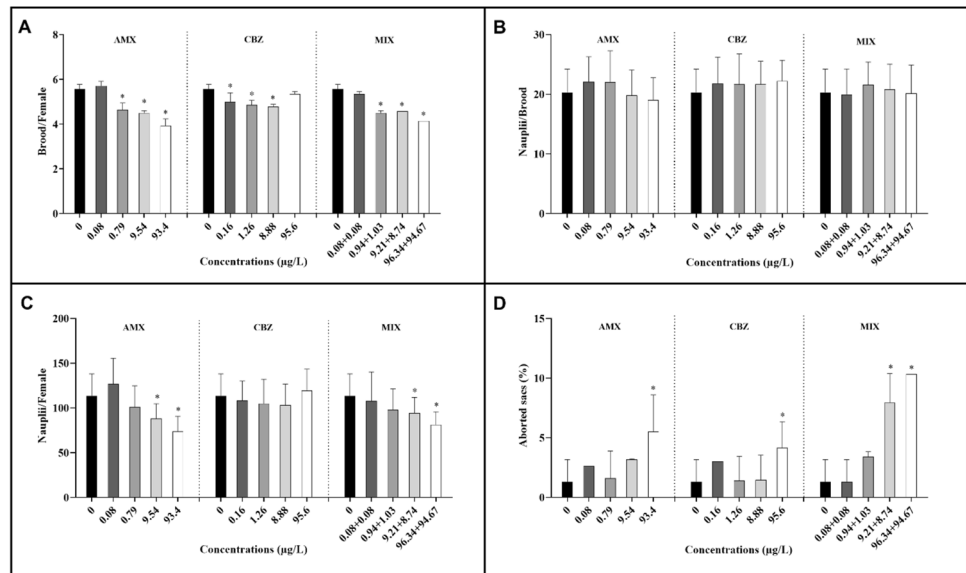 A
AMX CBZ MIX
Brood/Female
8
6
4
2
0
* * * * * * * * *
0 0.08 0.79 9.54 93.4 0 0.16 1.26 8.88 95.6 0 0.08+0.08 0.94+1.03 9.21+8.74 96.34+94.67
Concentrations (µg/L)
B
AMX CBZ MIX
Nauplii/Brood
30
20
10
0
0 0.08 0.79 9.54 93.4 0 0.16 1.26 8.88 95.6 0 0.08+0.08 0.94+1.03 9.21+8.74 96.34+94.67
Concentrations (µg/L)
C
AMX CBZ MIX
Nauplii/Female
200
150
100
50
0
* * * *
0 0.08 0.79 9.54 93.4 0 0.16 1.26 8.88 95.6 0 0.08+0.08 0.94+1.03 9.21+8.74 96.34+94.67
Concentrations (µg/L)
D
AMX CBZ MIX
Aborted sacs (%)
15
10
5
0
* * * *
0 0.08 0.79 9.54 93.4 0 0.16 1.26 8.88 95.6 0 0.08+0.08 0.94+1.03 9.21+8.74 96.34+94.67
Concentrations (µg/L)